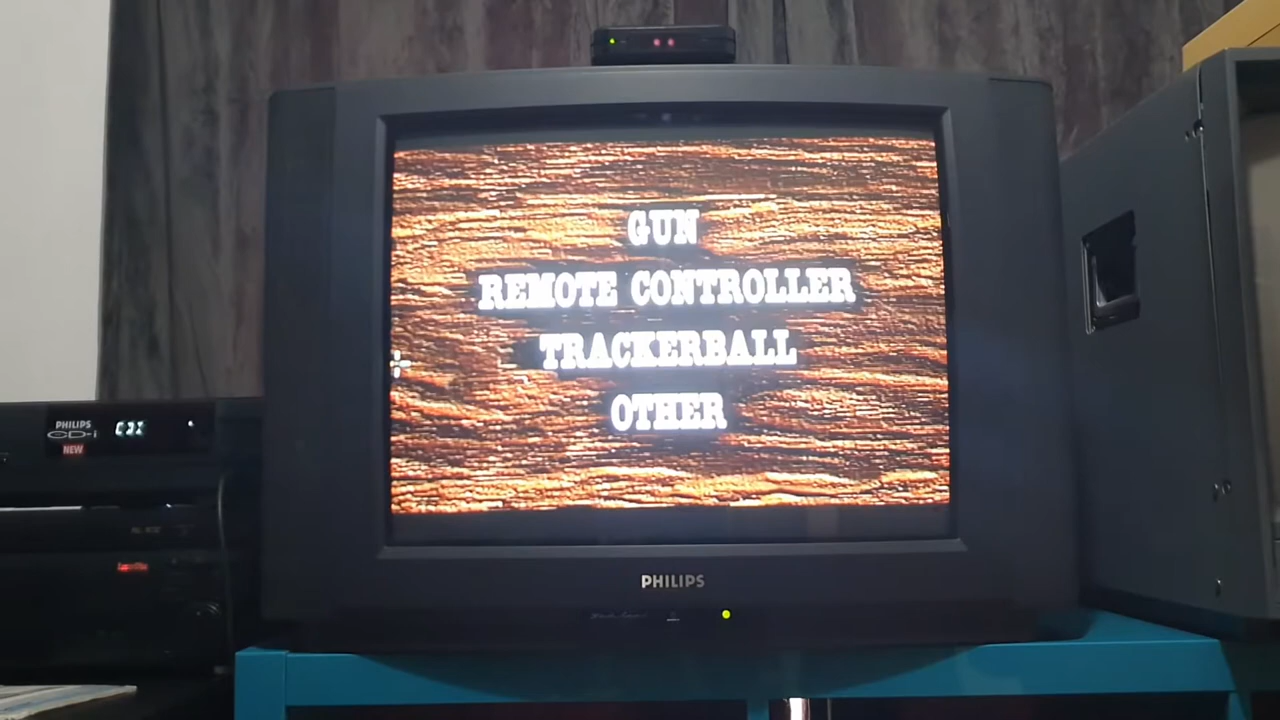 GUN
REMOTE CONTROLLER
TRACKERBALL
OTHER
PHILIPS
CD-i
NEW
PHILIPS